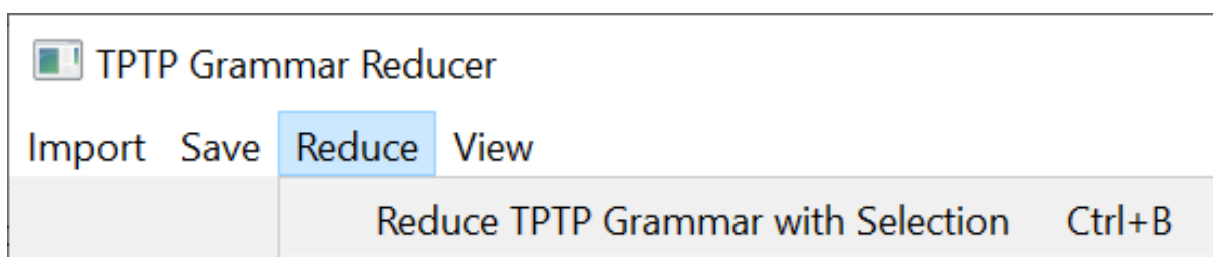 TPTP Grammar Reducer
Import Save Reduce View
Reduce TPTP Grammar with Selection Ctrl+B